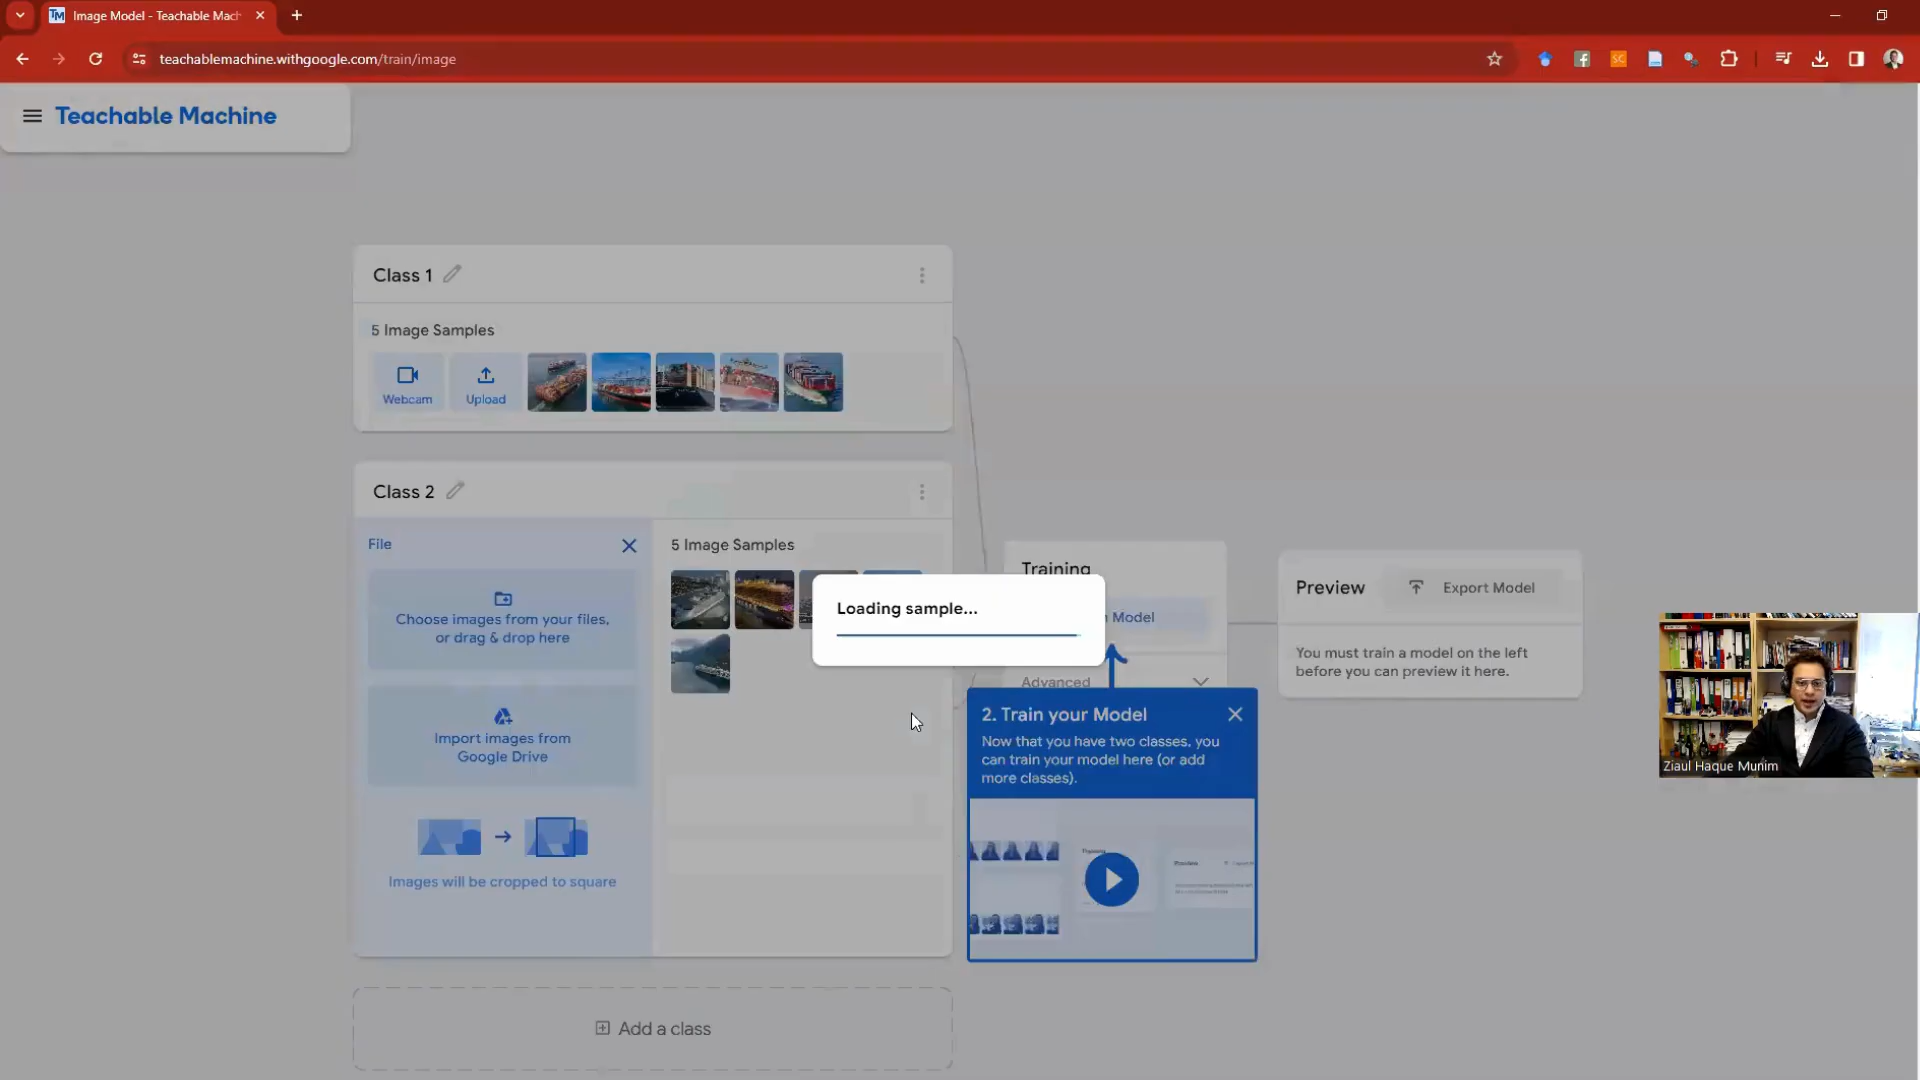 Image Model - Teachable Mach
teachablemachine.withgoogle.com/train/image
SC
Teachable Machine
Class 1
5 Image Samples
Webcam
Upload
Class 2
File
5 Image Samples
Choose images from your files,
or drag & drop here
Import images from
Google Drive
Images will be cropped to square
Add a class
Loading sample...
Training
Model
Advanced
2. Train your Model
Now that you have two classes, you
can train your model here (or add
more classes).
Preview
Export Model
You must train a model on the left
before you can preview it here.
Ziaul Haque Munim